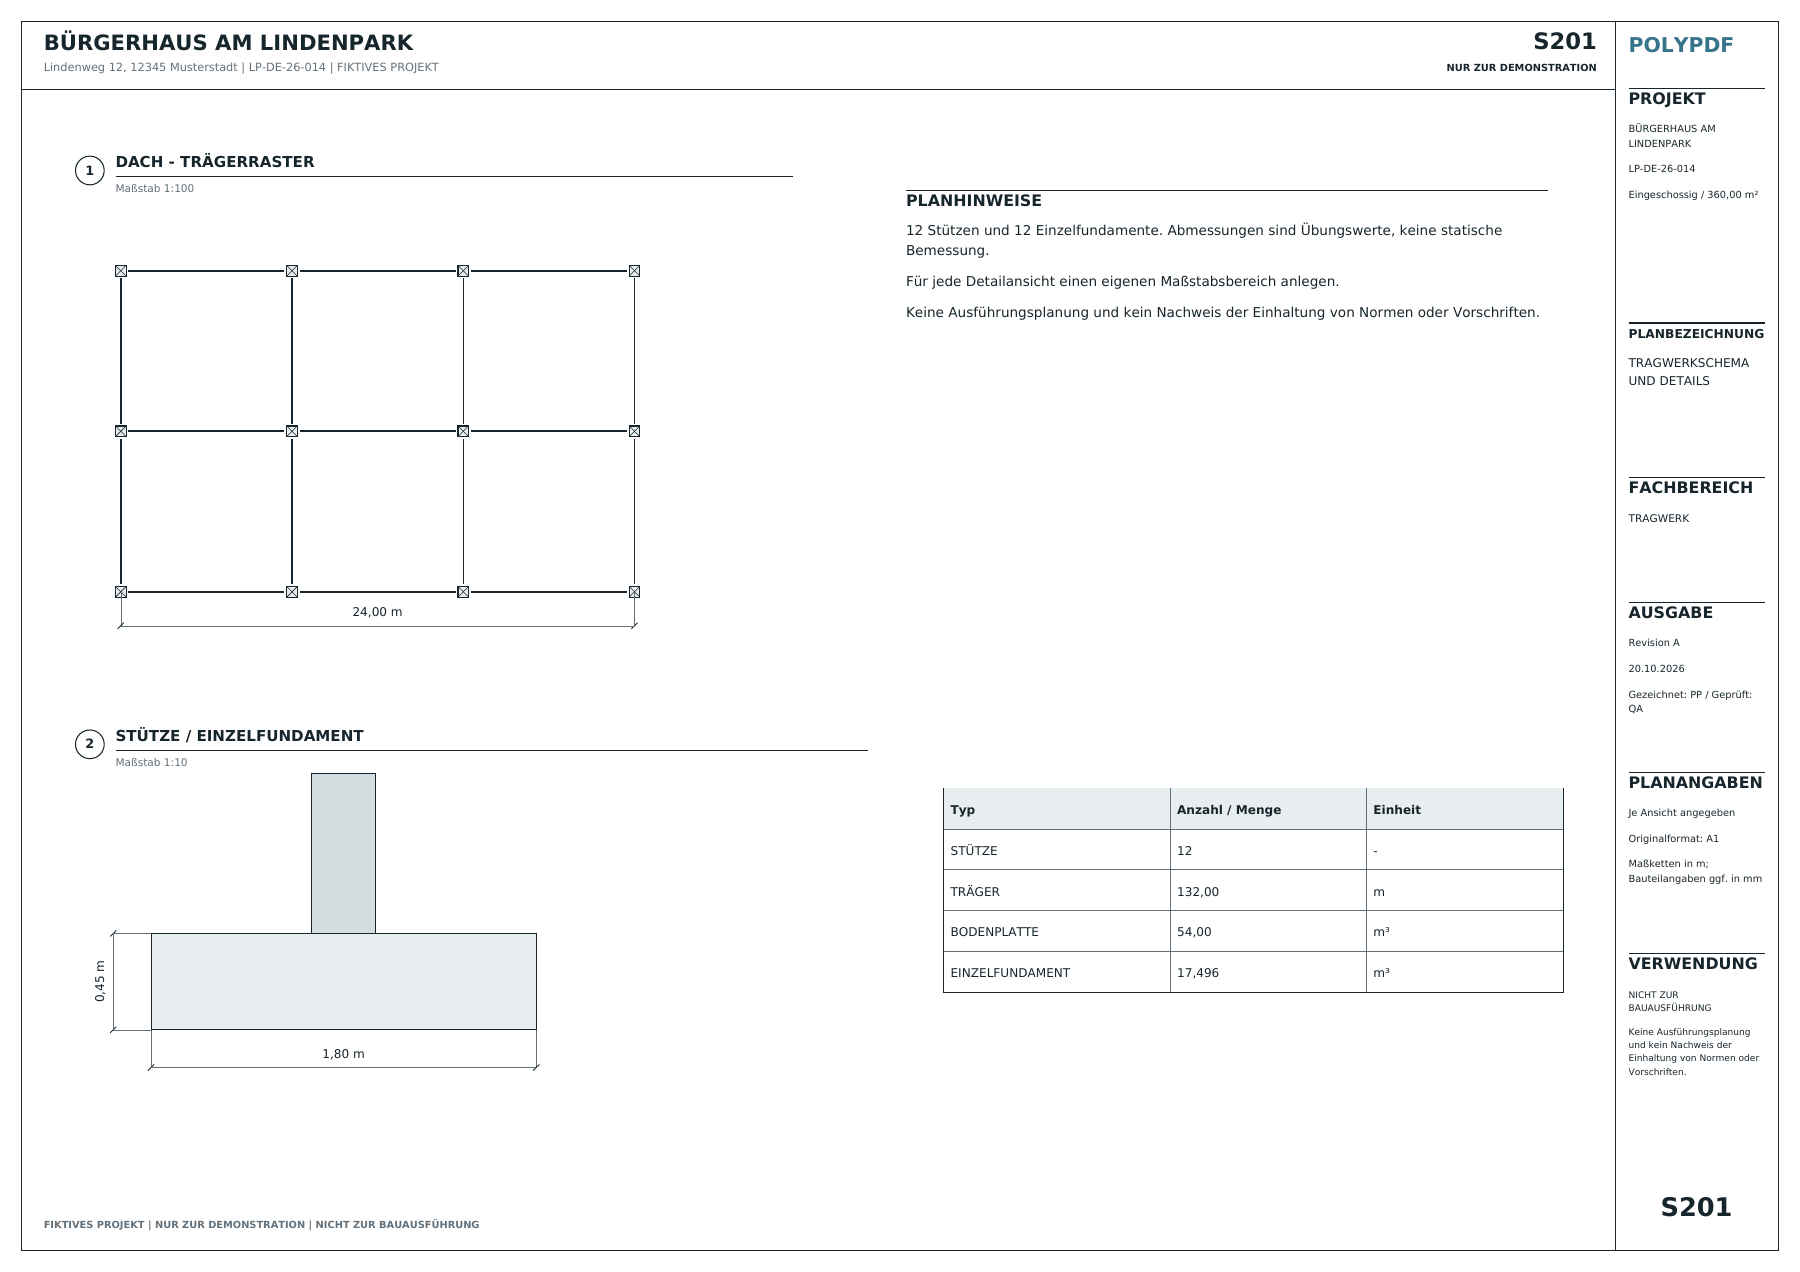 BÜRGERHAUS AM LINDENPARK
Lindenweg 12, 12345 Musterstadt | LP-DE-26-014 | FIKTIVES PROJEKT
S201
NUR ZUR DEMONSTRATION
1
DACH - TRÄGERRASTER
Maßstab 1:100
24,00 m
PLANHINWEISE
12 Stützen und 12 Einzelfundamente. Abmessungen sind Übungswerte, keine statische
Bemessung.
Für jede Detailansicht einen eigenen Maßstabsbereich anlegen.
Keine Ausführungsplanung und kein Nachweis der Einhaltung von Normen oder Vorschriften.
2
STÜTZE / EINZELFUNDAMENT
Maßstab 1:10
0,45 m
1,80 m
Typ Anzahl / Menge Einheit
STÜTZE 12 -
TRÄGER 132,00 m
BODENPLATTE 54,00 m³
EINZELFUNDAMENT 17,496 m³
FIKTIVES PROJEKT | NUR ZUR DEMONSTRATION | NICHT ZUR BAUAUSFÜHRUNG
POLYPDF
PROJEKT
BÜRGERHAUS AM
LINDENPARK
LP-DE-26-014
Eingeschossig / 360,00 m²
PLANBEZEICHNUNG
TRAGWERKSCHEMA
UND DETAILS
FACHBEREICH
TRAGWERK
AUSGABE
Revision A
20.10.2026
Gezeichnet: PP / Geprüft:
QA
PLANANGABEN
Je Ansicht angegeben
Originalformat: A1
Maßketten in m;
Bauteilangaben ggf. in mm
VERWENDUNG
NICHT ZUR
BAUAUSFÜHRUNG
Keine Ausführungsplanung
und kein Nachweis der
Einhaltung von Normen oder
Vorschriften.
S201